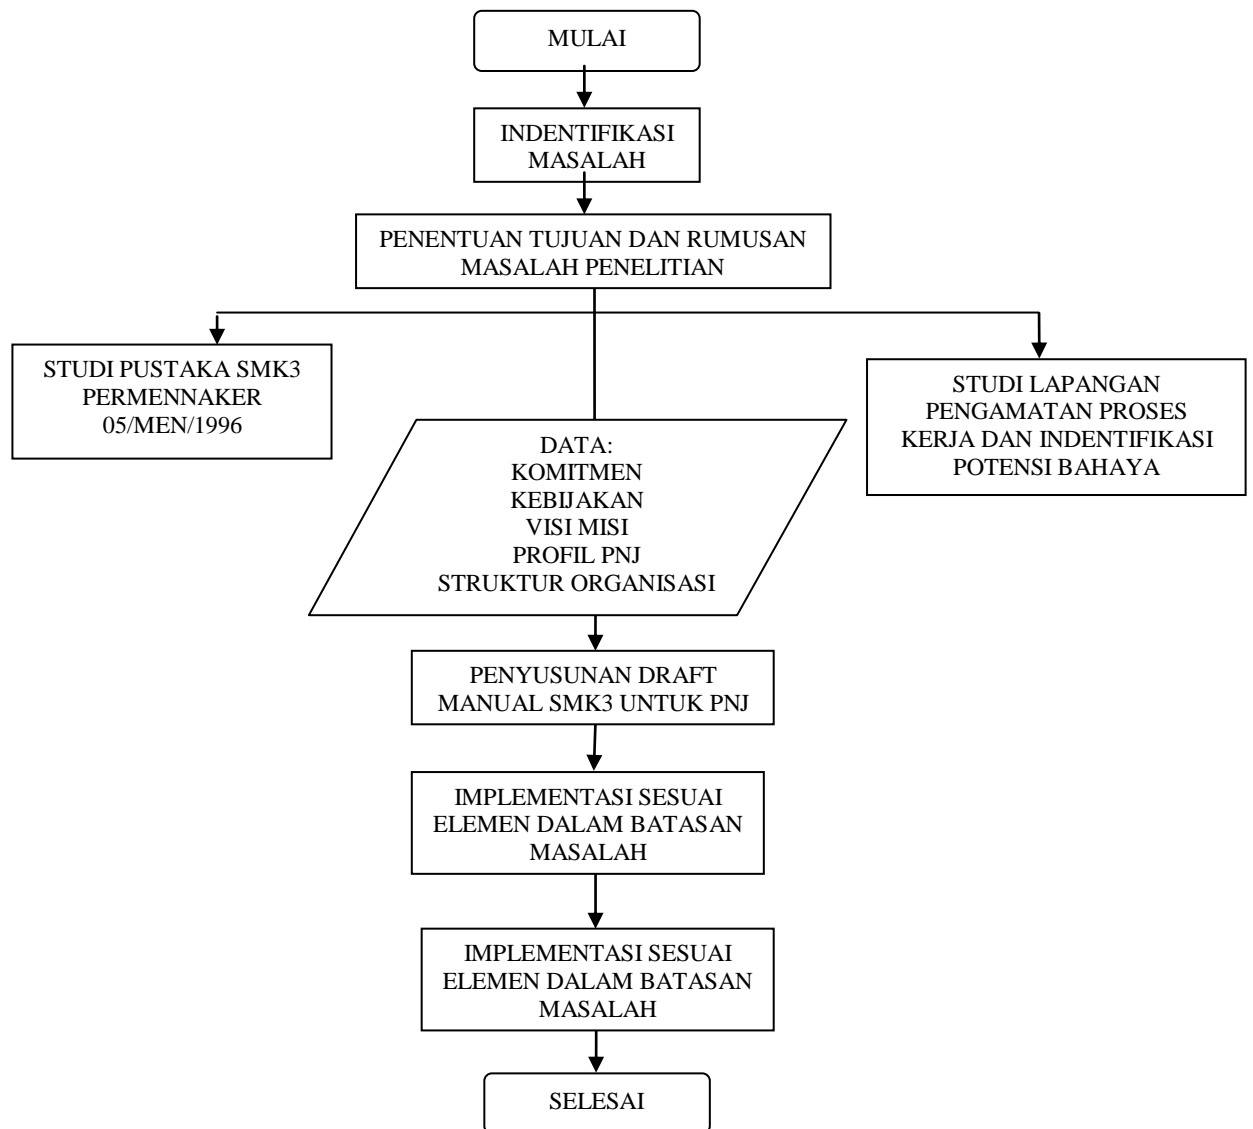 MULAI
INDENTIFIKASI
MASALAH
PENENTUAN TUJUAN DAN RUMUSAN
MASALAH PENELITIAN
STUDI PUSTAKA SMK3
PERMENNAKER
05/MEN/1996
DATA:
KOMITMEN
KEBIJAKAN
VISI MISI
PROFIL PNJ
STRUKTUR ORGANISASI
STUDI LAPANGAN
PENGAMATAN PROSES
KERJA DAN INDENTIFIKASI
POTENSI BAHAYA
PENYUSUNAN DRAFT
MANUAL SMK3 UNTUK PNJ
IMPLEMENTASI SESUAI
ELEMEN DALAM BATASAN
MASALAH
IMPLEMENTASI SESUAI
ELEMEN DALAM BATASAN
MASALAH
SELESAI